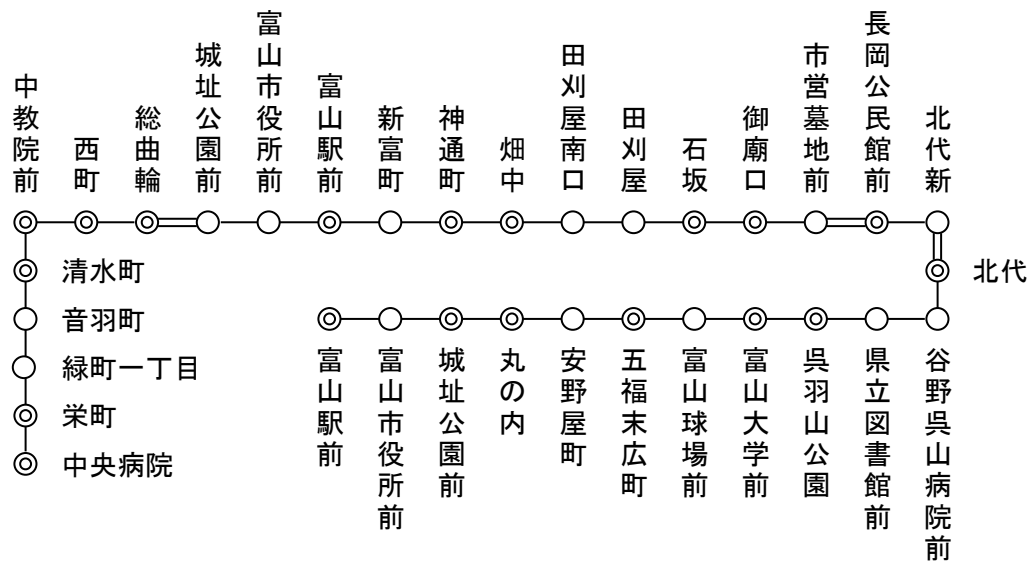 中教院前
西町
総曲輪
城址公園前
富山市役所前
富山駅前
新富町
神通町
畑中
田刈屋南口
田刈屋
石坂
御廟口
市営墓地前
長岡公民館前
北代新
清水町
音羽町
緑町一丁目
栄町
中央病院
北代
富山駅前
富山市役所前
城址公園前
丸の内
安野屋町
五福末広町
富山球場前
富山大学前
呉羽山公園
県立図書館前
谷野呉山病院前